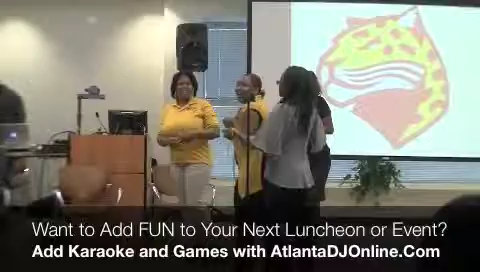 Want to Add FUN to Your Next Luncheon or Event?
Add Karaoke and Games with AtlantaDJOnline.Com